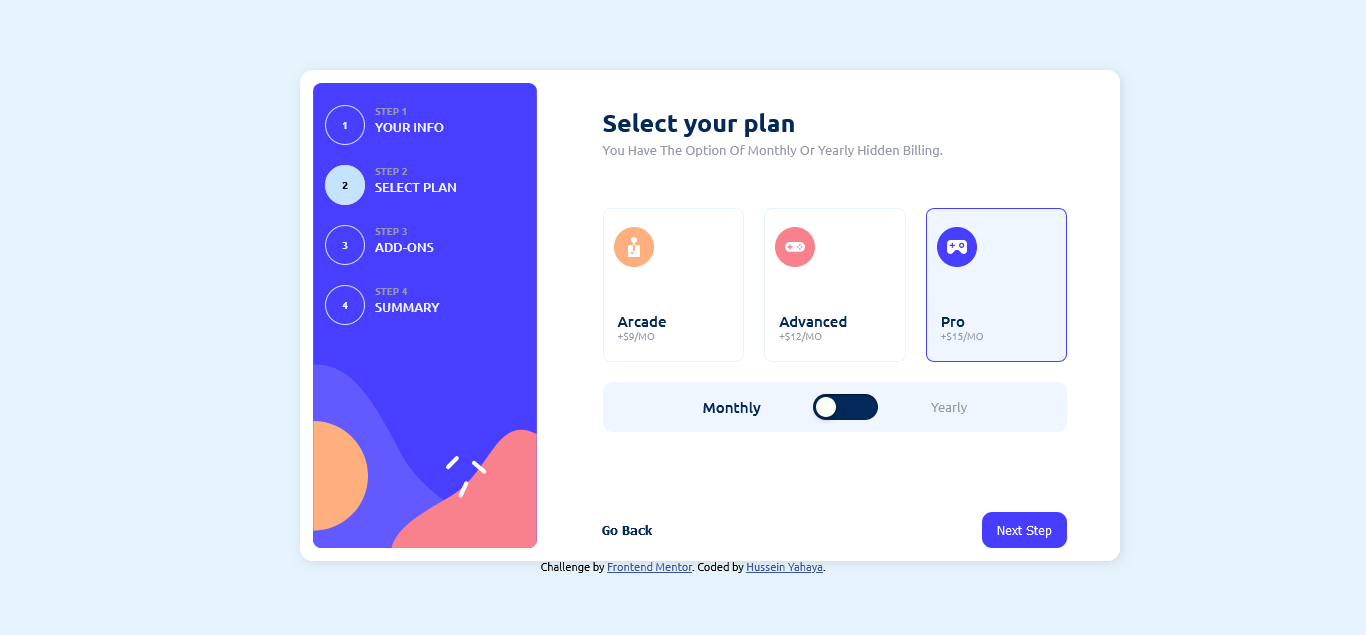 1
STEP 1
YOUR INFO
2
STEP 2
SELECT PLAN
3
STEP 3
ADD-ONS
4
STEP 4
SUMMARY
Select your plan
You Have The Option Of Monthly Or Yearly Hidden Billing.
Arcade
+$9/MO
Advanced
+$12/MO
Pro
+$15/MO
Monthly
Yearly
Go Back
Next Step
Challenge by Frontend Mentor. Coded by Hussein Yahaya.